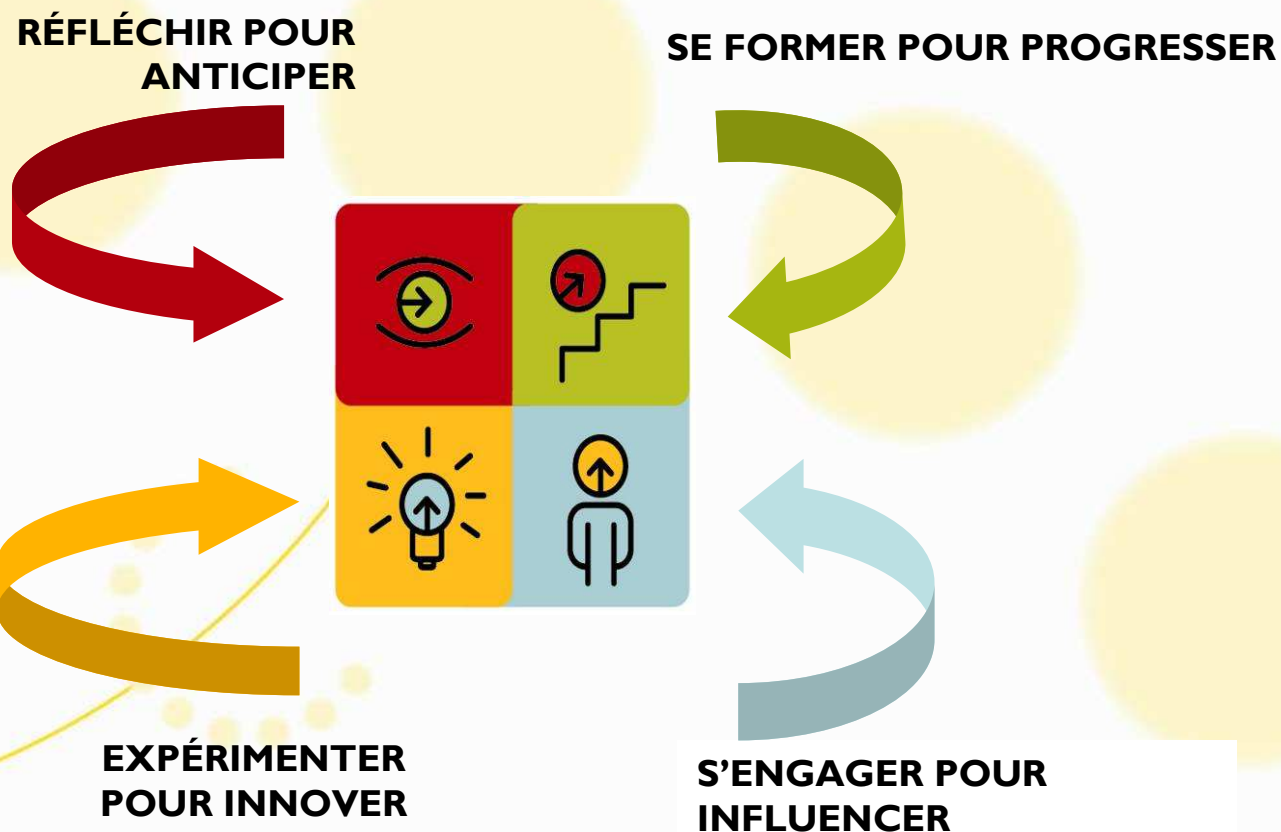 RÉFLÉCHIR POUR
ANTICIPER
SE FORMER POUR PROGRESSER
EXPÉRIMENTER
POUR INNOVER
S’ENGAGER POUR
INFLUENCER